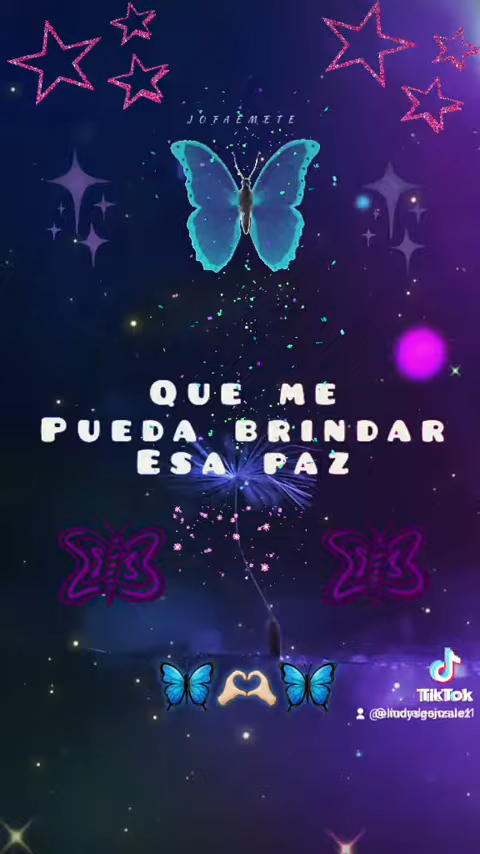 JOFAEMETE
QUE ME
PUEDA BRINDAR
ESA PAZ
TikTok